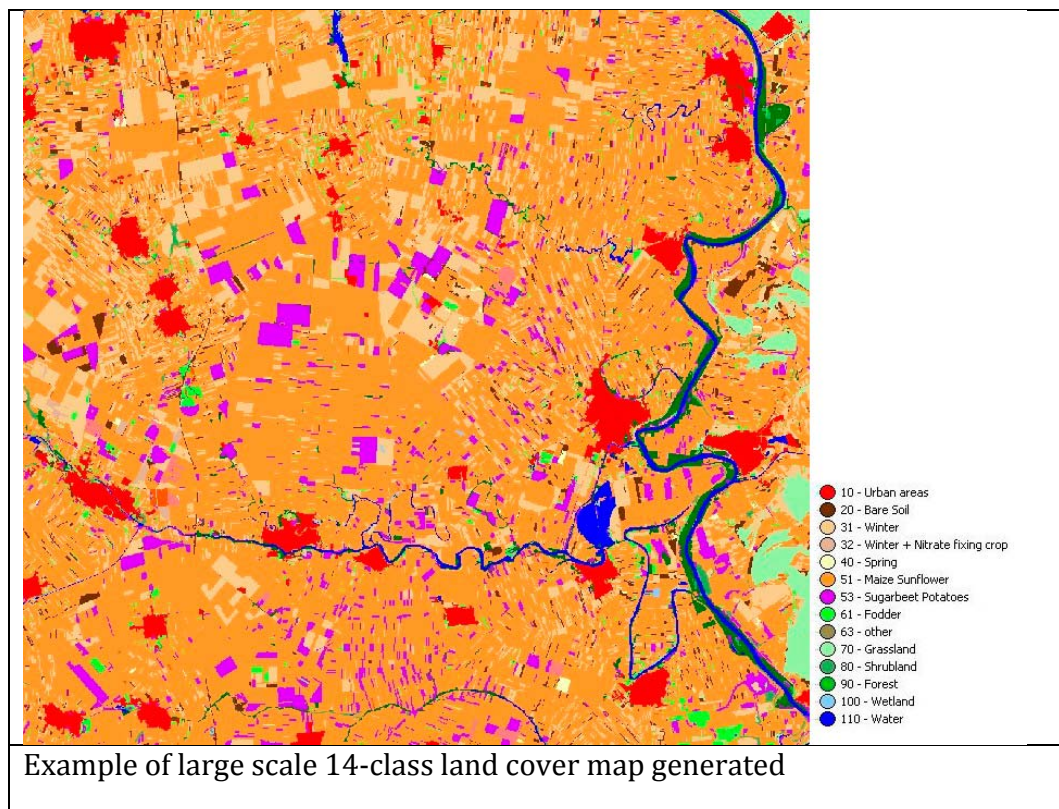 10 - Urban areas
20 - Bare Soil
31 - Winter
32 - Winter + Nitrate fixing crop
40 - Spring
51 - Maize Sunflower
53 - Sugarbeet Potatoes
61 - Fodder
63 - other
70 - Grassland
80 - Shrubland
90 - Forest
100 - Wetland
110 - Water
Example of large scale 14-class land cover map generated